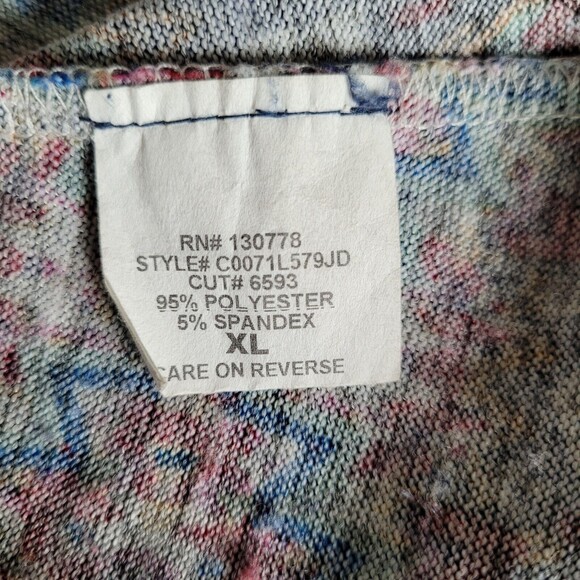 RN# 130778
STYLE# C0071L579JD
CUT# 6593
95% POLYESTER
5% SPANDEX
XL
CARE ON REVERSE